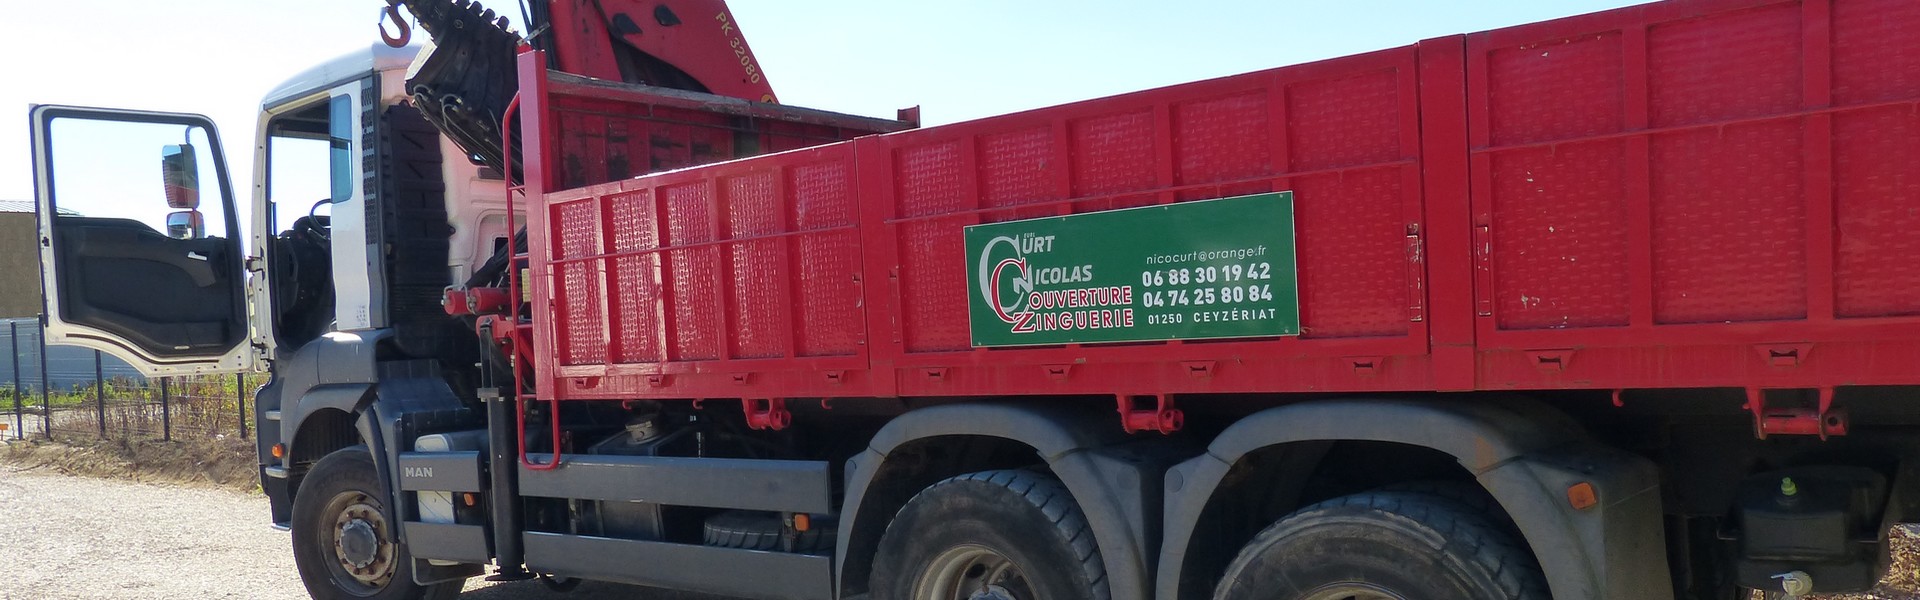 PK 32080
EURL
CURT
NICOLAS
COUVERTURE
ZINGUERIE
nicocurt@orange.fr
06 88 30 19 42
04 74 25 80 84
01250 CEYZÉRIAT
MAN